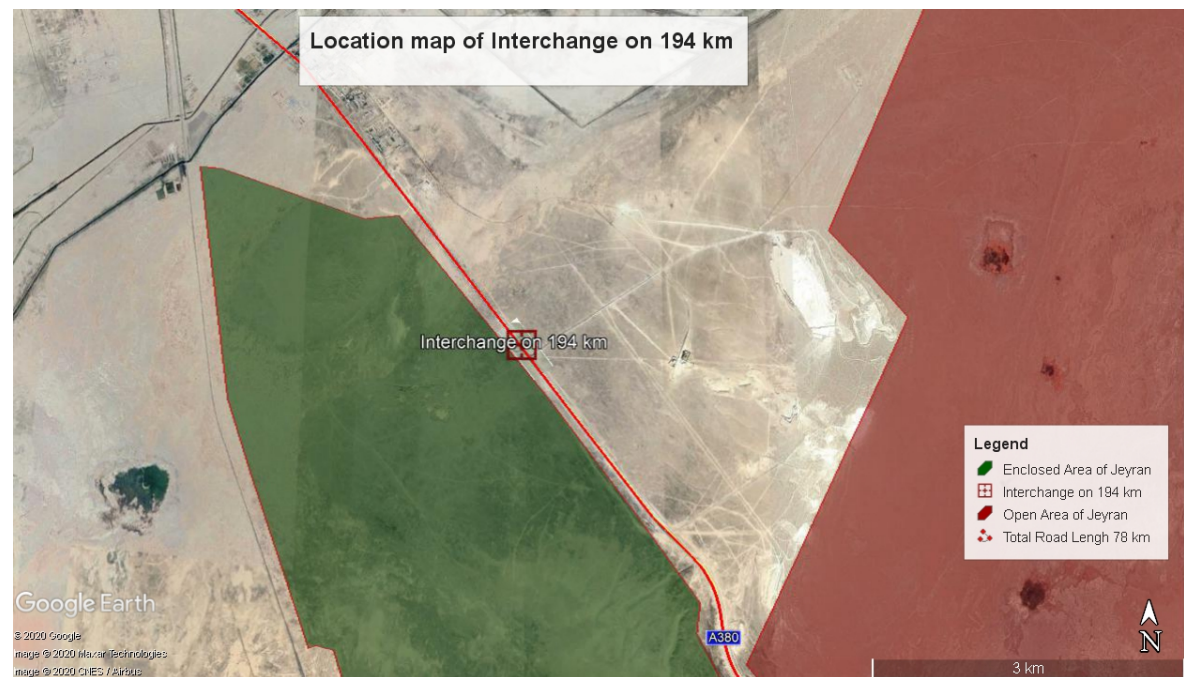 Location map of Interchange on 194 km
Interchange on 194 km
Legend
Enclosed Area of Jeyran
Interchange on 194 km
Open Area of Jeyran
Total Road Lengh 78 km
Google Earth
© 2020 Google
mage © 2020 Maxar Technologies
mage © 2020 CNES / Airbus
A380
N
3 km